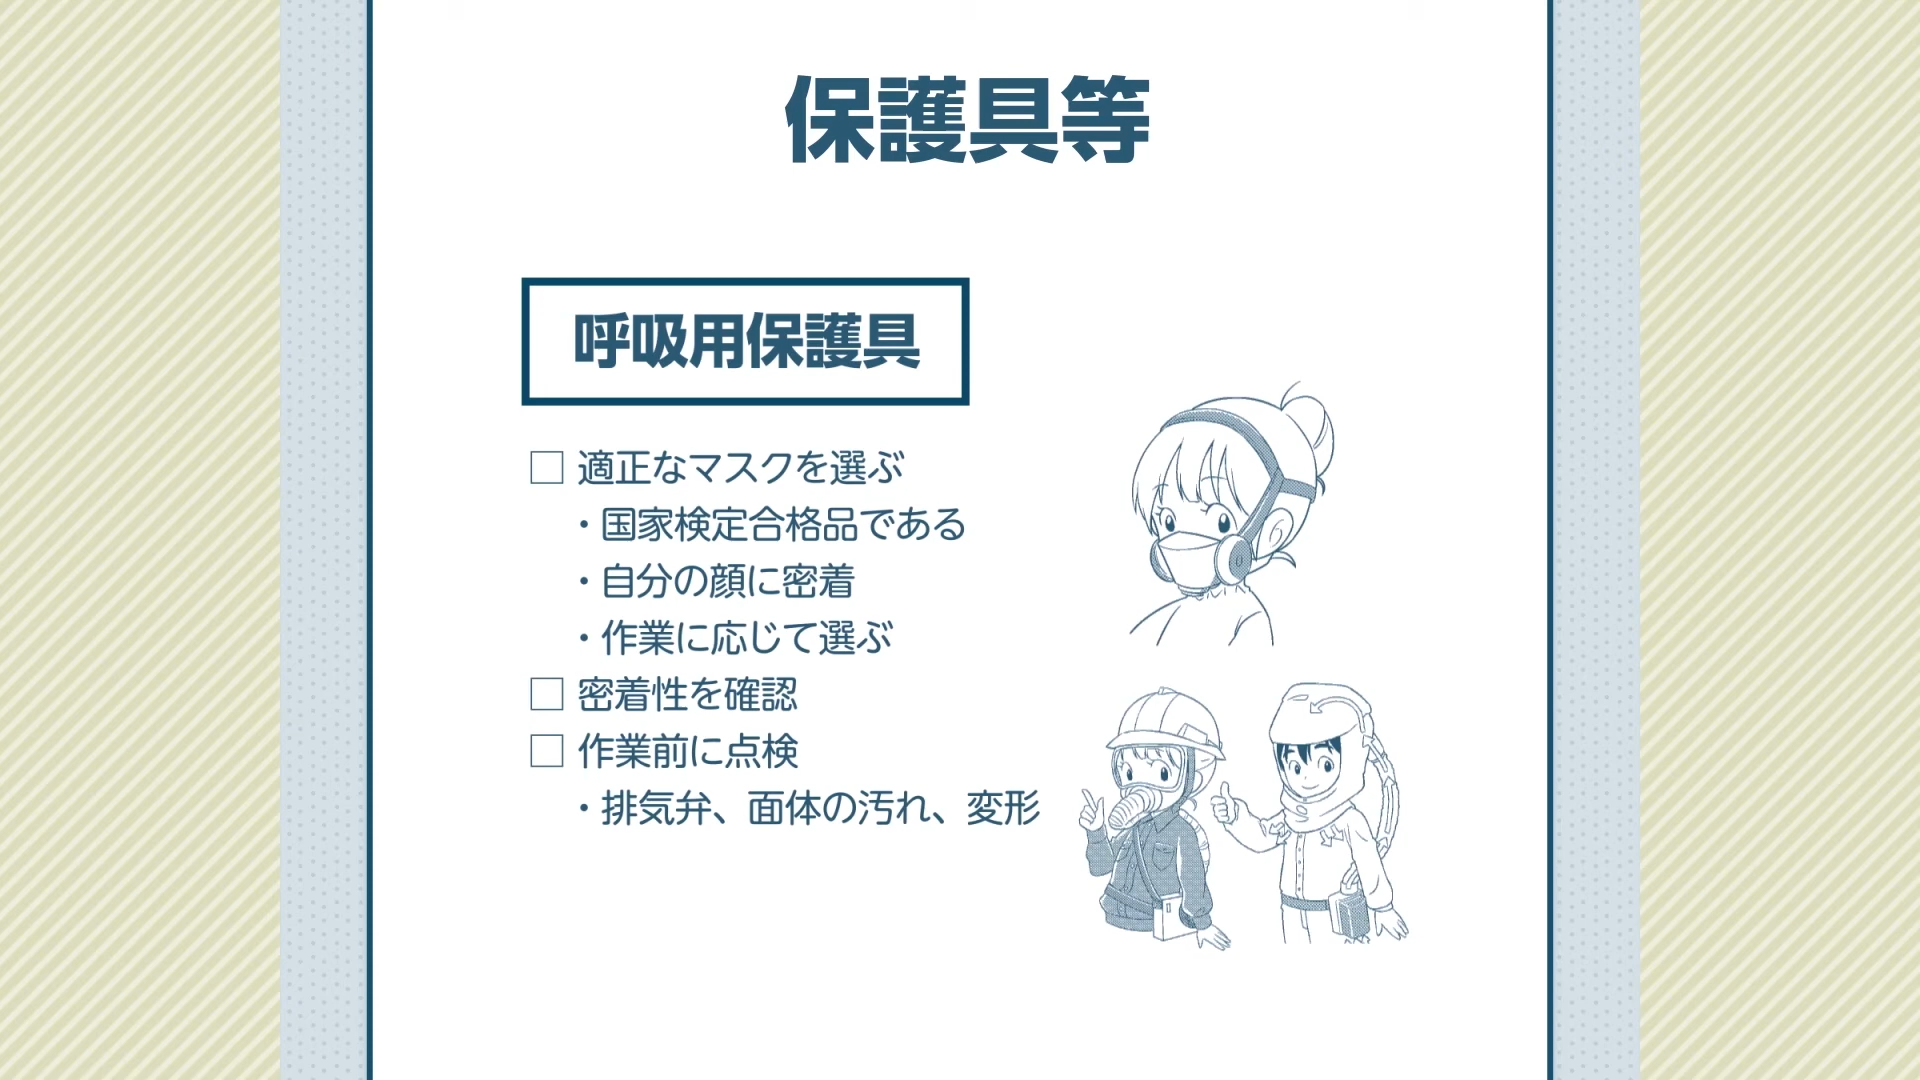 保護具等
呼吸用保護具
□ 適正なマスクを選ぶ
・国家検定合格品である
・自分の顔に密着
・作業に応じて選ぶ
□ 密着性を確認
□ 作業前に点検
・排気弁、面体の汚れ、変形